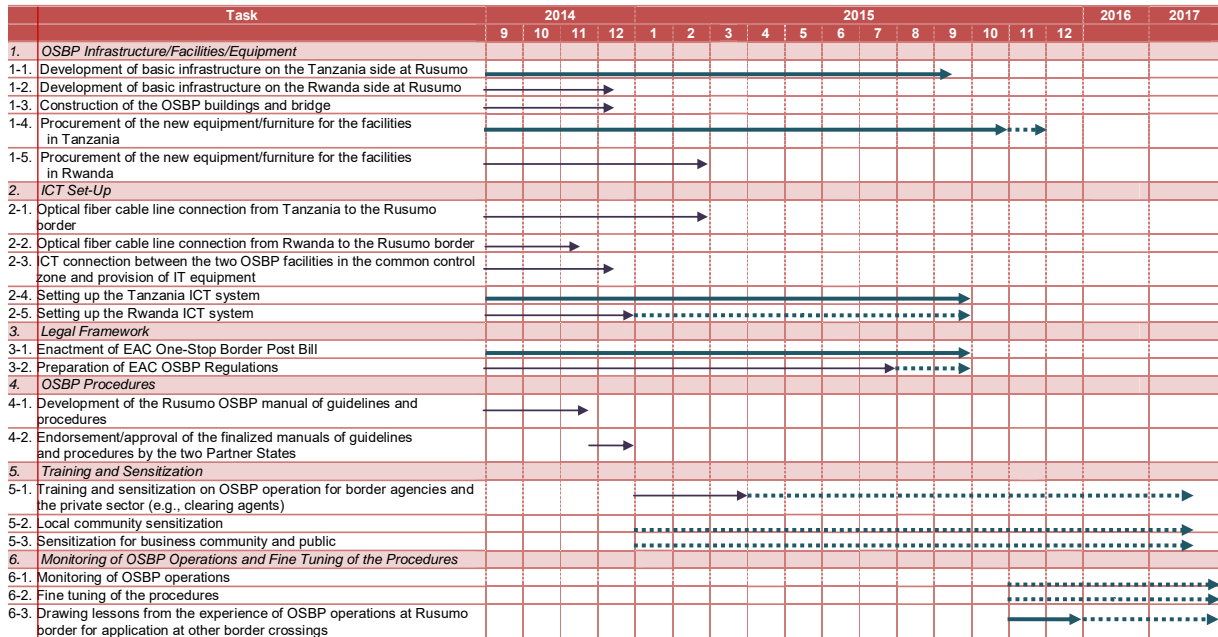 Task 2014 2015 2016 2017
9 10 11 12 1 2 3 4 5 6 7 8 9 10 11 12
1. OSBP Infrastructure/Facilities/Equipment
1-1. Development of basic infrastructure on the Tanzania side at Rusumo
1-2. Development of basic infrastructure on the Rwanda side at Rusumo
1-3. Construction of the OSBP buildings and bridge
1-4. Procurement of the new equipment/furniture for the facilities
in Tanzania
1-5. Procurement of the new equipment/furniture for the facilities
in Rwanda
2. ICT Set-Up
2-1. Optical fiber cable line connection from Tanzania to the Rusumo
border
2-2. Optical fiber cable line connection from Rwanda to the Rusumo border
2-3. ICT connection between the two OSBP facilities in the common control
zone and provision of IT equipment
2-4. Setting up the Tanzania ICT system
2-5. Setting up the Rwanda ICT system
3. Legal Framework
3-1. Enactment of EAC One-Stop Border Post Bill
3-2. Preparation of EAC OSBP Regulations
4. OSBP Procedures
4-1. Development of the Rusumo OSBP manual of guidelines and
procedures
4-2. Endorsement/approval of the finalized manuals of guidelines
and procedures by the two Partner States
5. Training and Sensitization
5-1. Training and sensitization on OSBP operation for border agencies and
the private sector (e.g., clearing agents)
5-2. Local community sensitization
5-3. Sensitization for business community and public
6. Monitoring of OSBP Operations and Fine Tuning of the Procedures
6-1. Monitoring of OSBP operations
6-2. Fine tuning of the procedures
6-3. Drawing lessons from the experience of OSBP operations at Rusumo
border for application at other border crossings